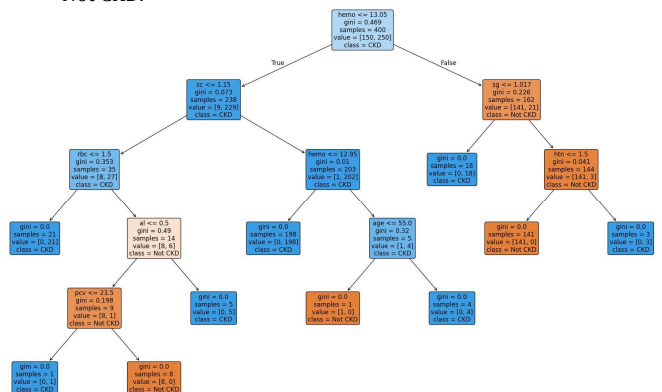 Not CKD.
hemo <= 13.05
gini = 0.469
samples = 400
value = [150, 250]
class = CKD
True
False
sc <= 1.15
gini = 0.073
samples = 238
value = [9, 229]
class = CKD
sg <= 1.017
gini = 0.226
samples = 162
value = [141, 21]
class = Not CKD
rbc <= 1.5
gini = 0.353
samples = 35
value = [8, 27]
class = CKD
hemo <= 12.95
gini = 0.01
samples = 203
value = [1, 202]
class = CKD
gini = 0.0
samples = 18
value = [0, 18]
class = CKD
htn <= 1.5
gini = 0.041
samples = 144
value = [141, 3]
class = Not CKD
gini = 0.0
samples = 21
value = [0, 21]
class = CKD
al <= 0.5
gini = 0.49
samples = 14
value = [8, 6]
class = Not CKD
gini = 0.0
samples = 198
value = [0, 198]
class = CKD
age <= 55.0
gini = 0.32
samples = 5
value = [1, 4]
class = CKD
gini = 0.0
samples = 141
value = [141, 0]
class = Not CKD
gini = 0.0
samples = 3
value = [0, 3]
class = CKD
pcv <= 23.5
gini = 0.198
samples = 9
value = [8, 1]
class = Not CKD
gini = 0.0
samples = 5
value = [0, 5]
class = CKD
gini = 0.0
samples = 1
value = [1, 0]
class = Not CKD
gini = 0.0
samples = 4
value = [0, 4]
class = CKD
gini = 0.0
samples = 1
value = [0, 1]
class = CKD
gini = 0.0
samples = 8
value = [8, 0]
class = Not CKD